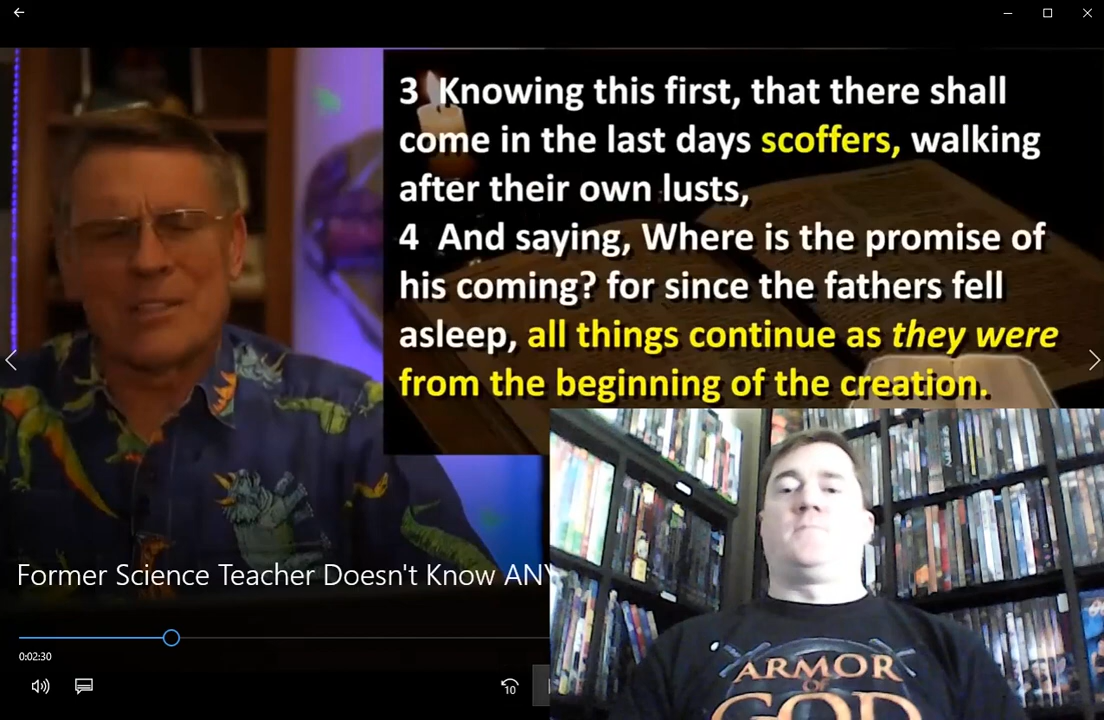 3 Knowing this first, that there shall
come in the last days scoffers, walking
after their own lusts,
4 And saying, Where is the promise of
his coming? for since the fathers fell
asleep, all things continue as they were
from the beginning of the creation.
Former Science Teacher Doesn't Know AN
0:02:30
10
ARMOR
OF
GOD